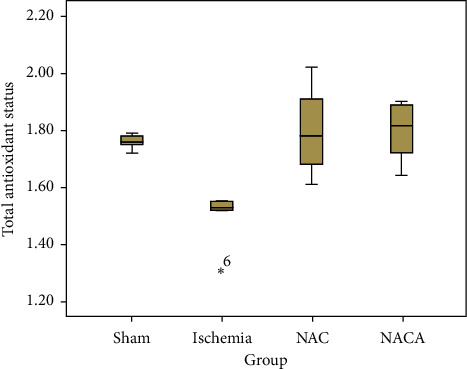 Total antioxidant status
2.20
2.00
1.80
1.60
1.40
1.20
6
*
Sham Ischemia NAC NACA
Group